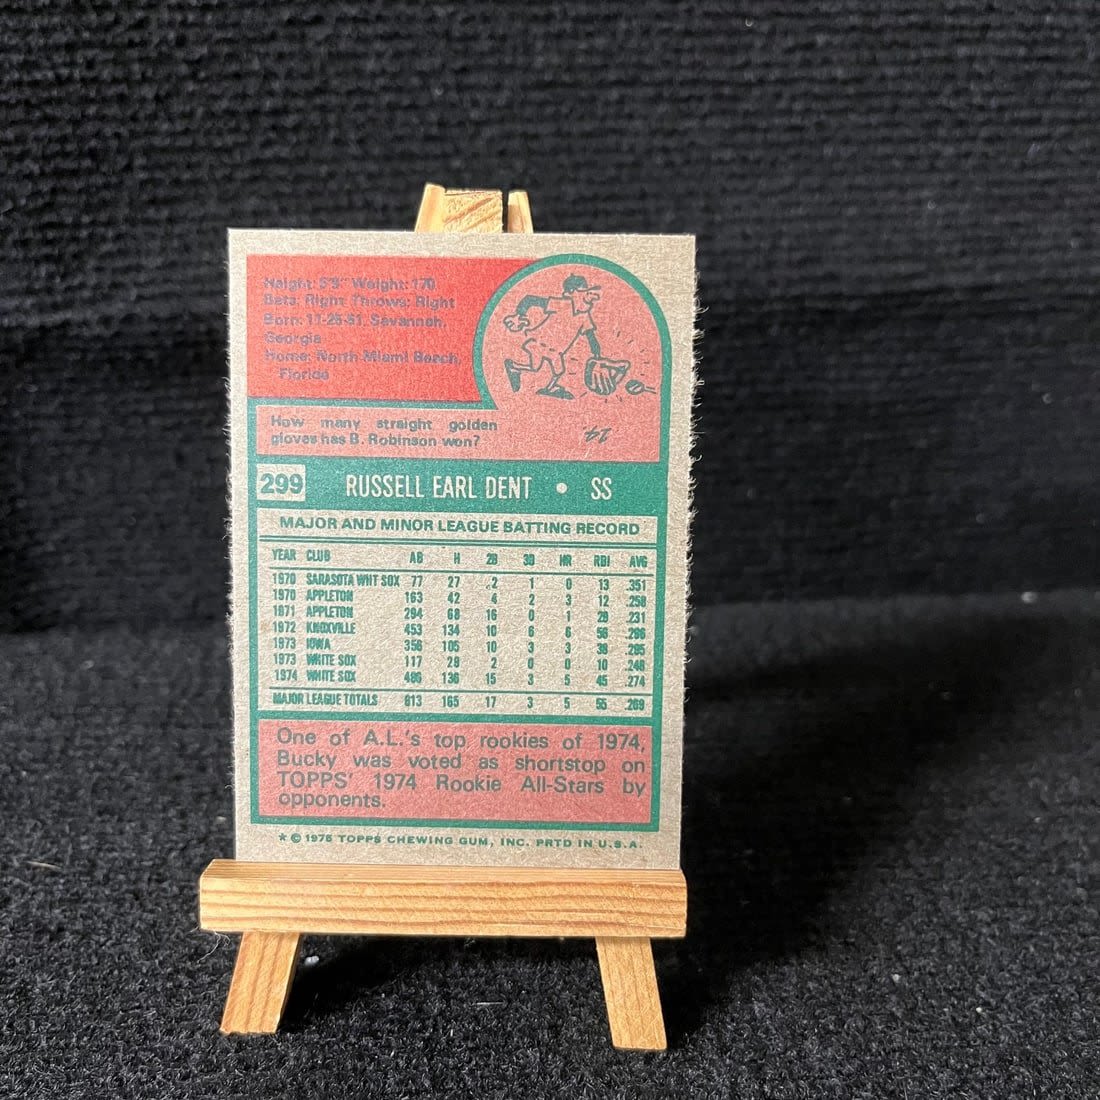 Height: 5'9" Weight: 170
Bats: Right Throws: Right
Born: 11-25-51, Savannah,
Georgia
Home: North Miami Beach,
Florida
How many straight golden
gloves has B. Robinson won?
14.
299 RUSSELL EARL DENT • SS
MAJOR AND MINOR LEAGUE BATTING RECORD
YEAR CLUB AB H 2B 3B HR RBI AVG
1970 SARASOTA WHT SOX 77 27 2 1 0 13 .351
1970 APPLETON 163 42 4 2 3 12 .258
1971 APPLETON 294 68 16 0 1 29 .231
1972 KNOXVILLE 453 134 10 6 6 56 .296
1973 IOWA 356 105 10 3 3 39 .295
1973 WHITE SOX 117 29 2 0 0 10 .248
1974 WHITE SOX 496 136 15 3 5 45 .274
MAJOR LEAGUE TOTALS 613 165 17 3 5 55 .269
One of A.L.'s top rookies of 1974,
Bucky was voted as shortstop on
TOPPS' 1974 Rookie All-Stars by
opponents.
★ © 1975 TOPPS CHEWING GUM, INC. PRTD IN U.S.A.